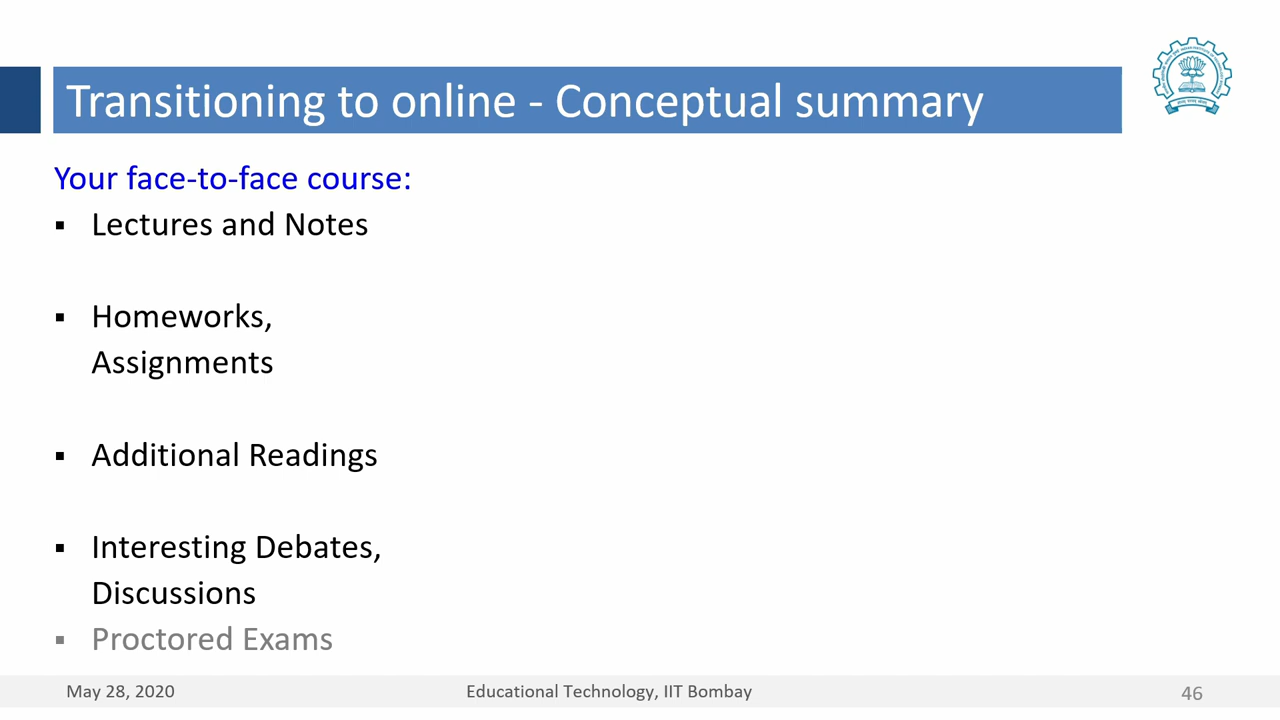 Transitioning to online - Conceptual summary
Your face-to-face course:
▪ Lectures and Notes
▪ Homeworks,
Assignments
▪ Additional Readings
▪ Interesting Debates,
Discussions
▪ Proctored Exams
May 28, 2020
Educational Technology, IIT Bombay
46